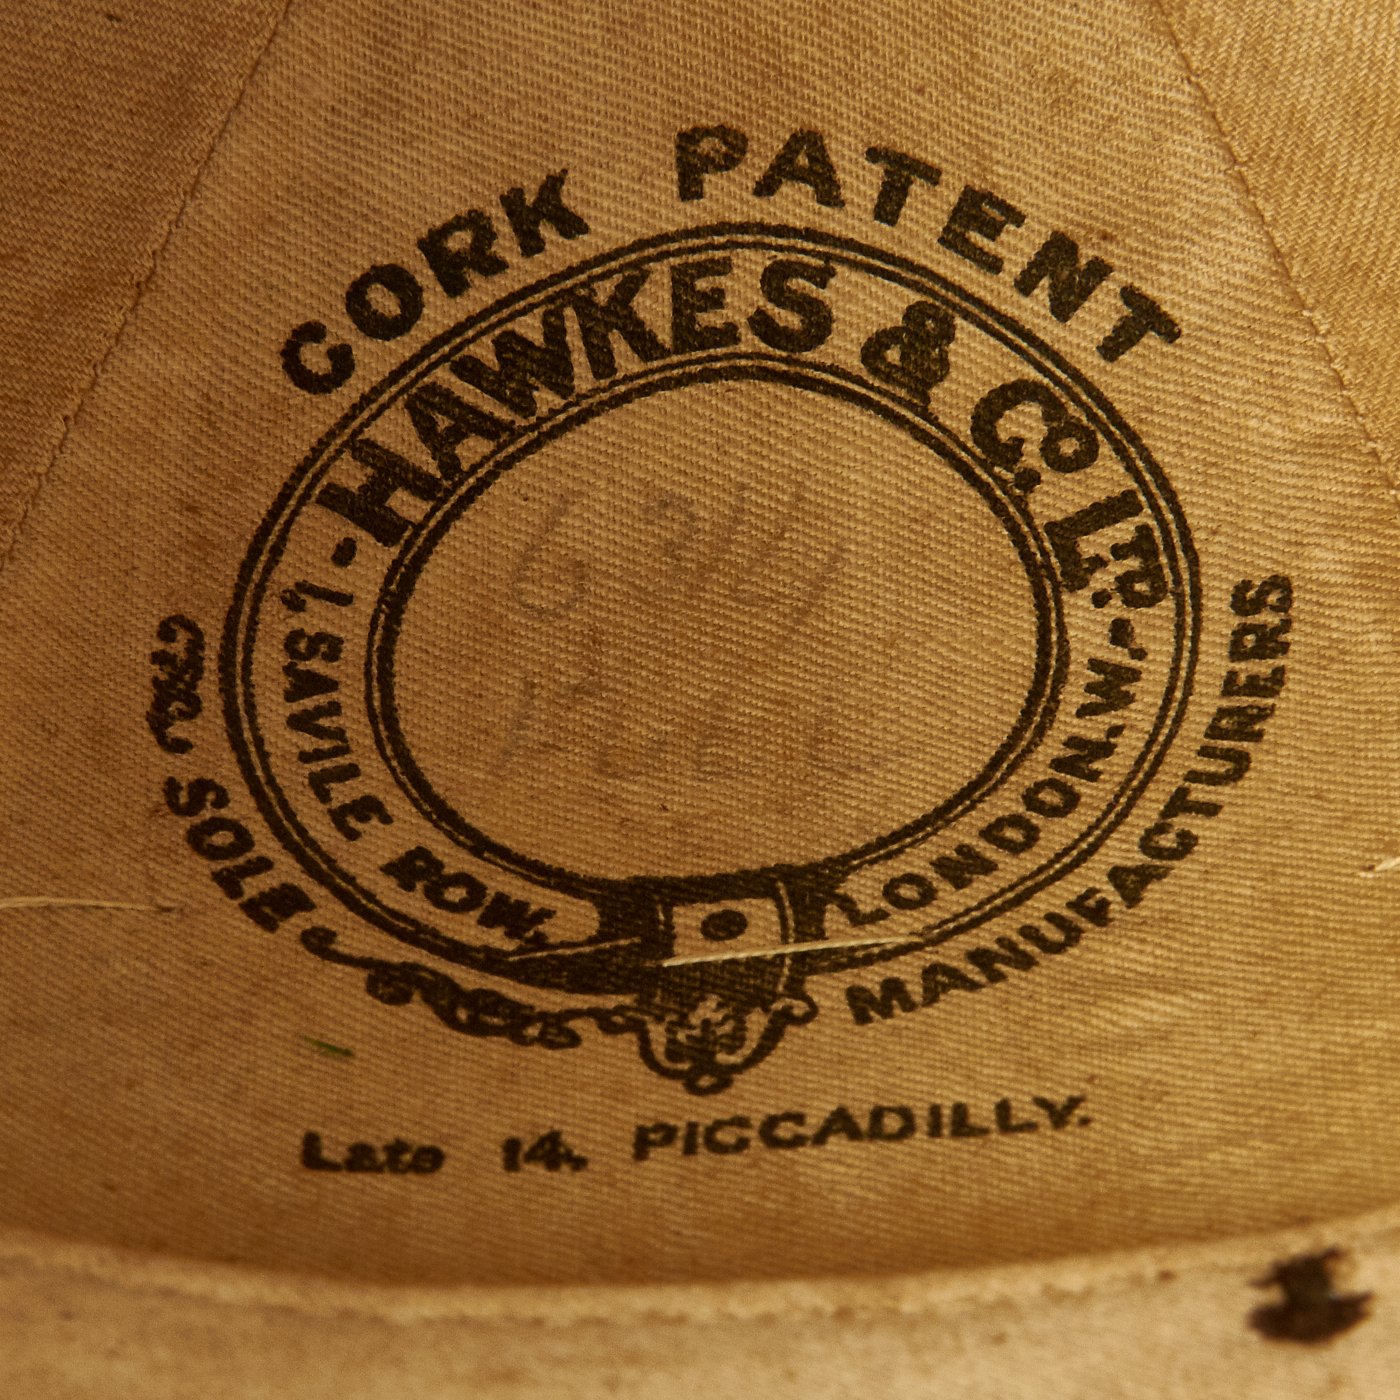 CORK PATENT
HAWKES & Co. LTD.
1, SAVILE ROW,
LONDON.W.
SOLE
MANUFACTURERS
Late 14, PICCADILLY.